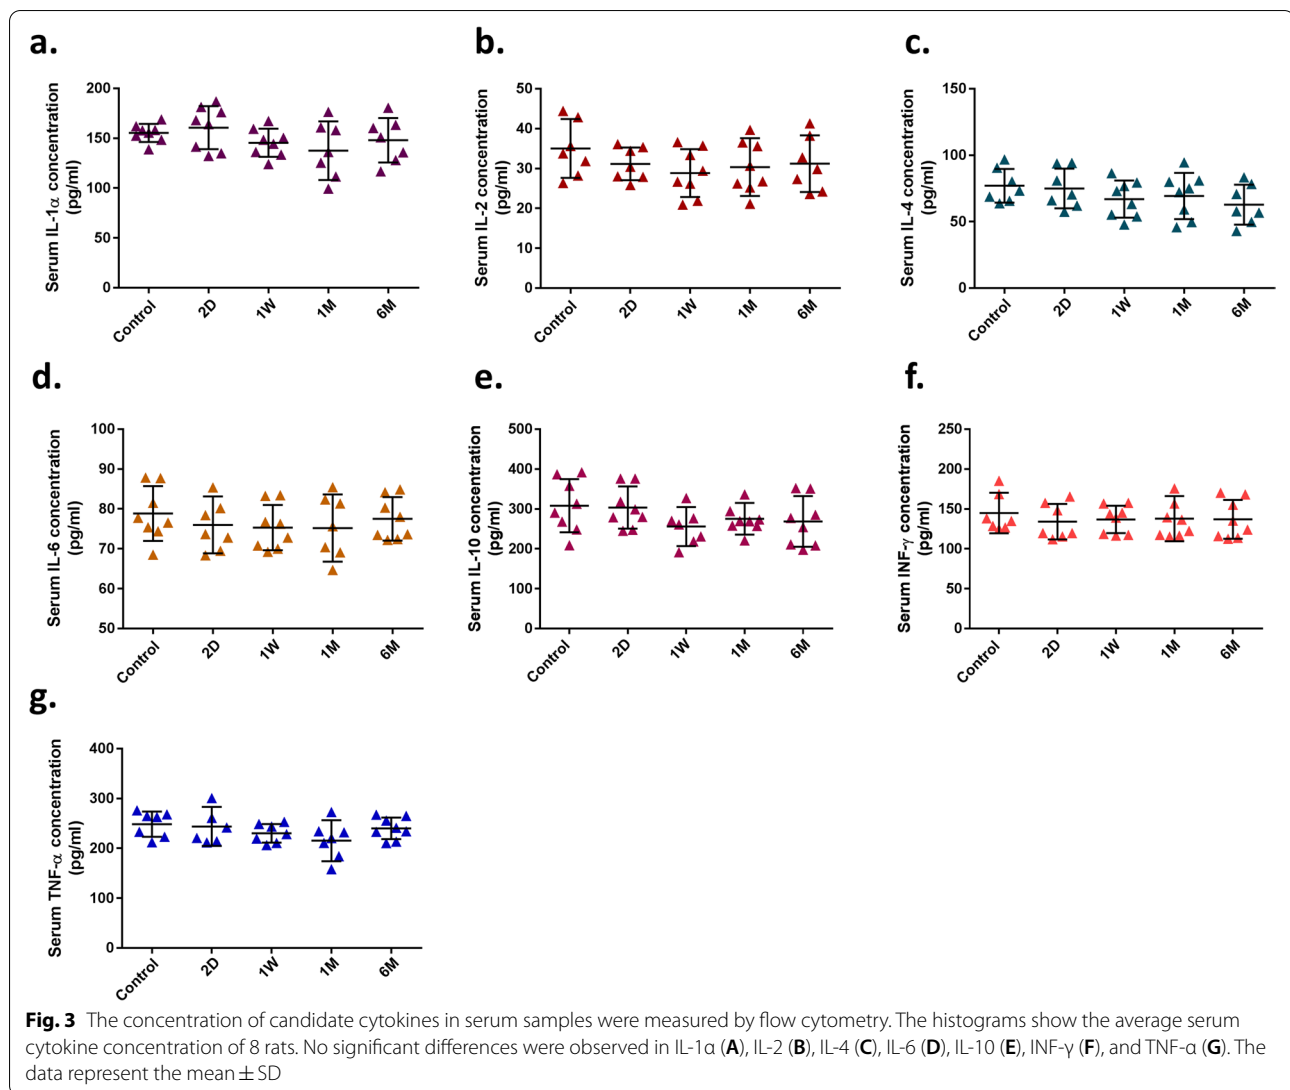 a.
Serum IL-1α concentration
(pg/ml)
200
150
100
50
0
Control
2D
1W
1M
6M
b.
Serum IL-2 concentration
(pg/ml)
50
40
30
20
10
0
Control
2D
1W
1M
6M
c.
Serum IL-4 concentration
(pg/ml)
150
100
50
0
Control
2D
1W
1M
6M
d.
Serum IL-6 concentration
(pg/ml)
100
90
80
70
60
50
Control
2D
1W
1M
6M
e.
Serum IL-10 concentration
(pg/ml)
500
400
300
200
100
0
Control
2D
1W
1M
6M
f.
Serum INF-γ concentration
(pg/ml)
250
200
150
100
50
0
Control
2D
1W
1M
6M
g.
Serum TNF-α concentration
(pg/ml)
400
300
200
100
0
Control
2D
1W
1M
6M
Fig. 3 The concentration of candidate cytokines in serum samples were measured by flow cytometry. The histograms show the average serum
cytokine concentration of 8 rats. No significant differences were observed in IL-1α (A), IL-2 (B), IL-4 (C), IL-6 (D), IL-10 (E), INF-γ (F), and TNF-α (G). The
data represent the mean ± SD